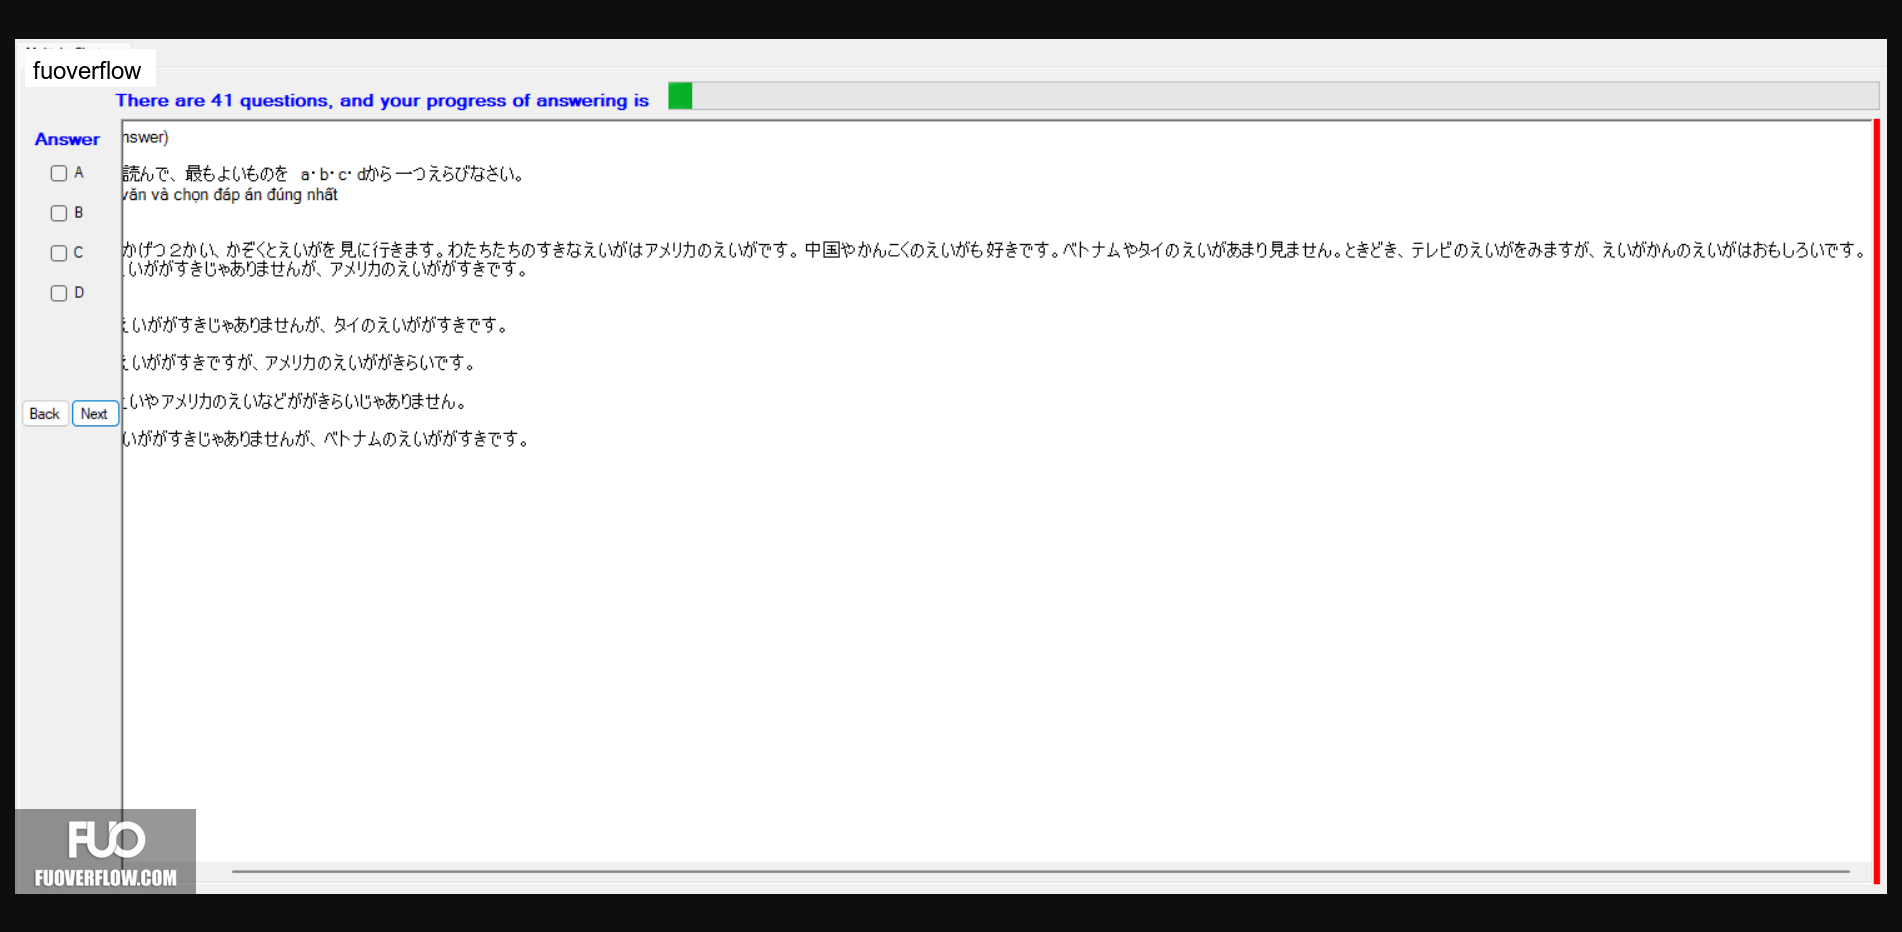 fuoverflow
There are 41 questions, and your progress of answering is
Answer
nswer)
A
読んで、最もよいものを a・b・c・dから一つえらびなさい。
văn và chọn đáp án đúng nhất
B
かげつ2かい、かぞくとえいがを見に行きます。わたちたちのすきなえいがはアメリカのえいがです。中国やかんこくのえいがも好きです。ベトナムやタイのえいがあまり見ません。ときどき、テレビのえいがをみますが、えいがかんのえいがはおもしろいです。
C
いががすきじゃありませんが、アメリカのえいががすきです。
D
えいががすきじゃありませんが、タイのえいががすきです。
えいががすきですが、アメリカのえいががきらいです。
いやアメリカのえいなどががきらいじゃありません。
Back Next
いががすきじゃありませんが、ベトナムのえいががすきです。
FUO
FUOVERFLOW.COM